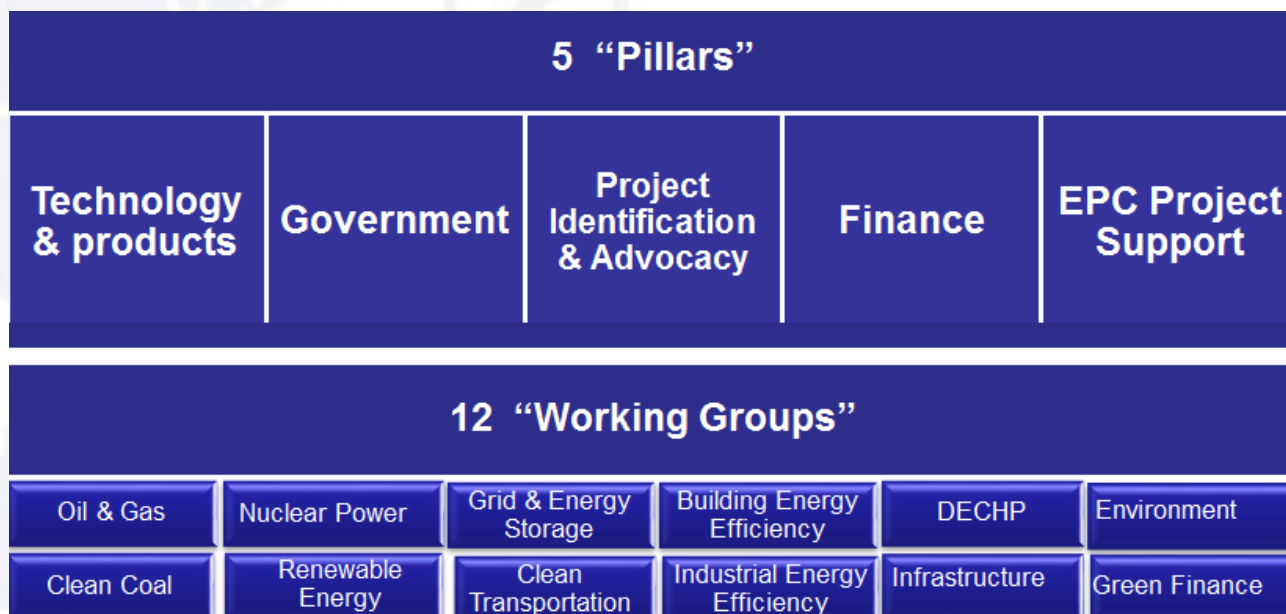 5 “Pillars”
Technology
& products
Government
Project
Identification
& Advocacy
Finance
EPC Project
Support
12 “Working Groups”
Oil & Gas
Nuclear Power
Grid & Energy
Storage
Building Energy
Efficiency
DECHP
Environment
Clean Coal
Renewable
Energy
Clean
Transportation
Industrial Energy
Efficiency
Infrastructure
Green Finance